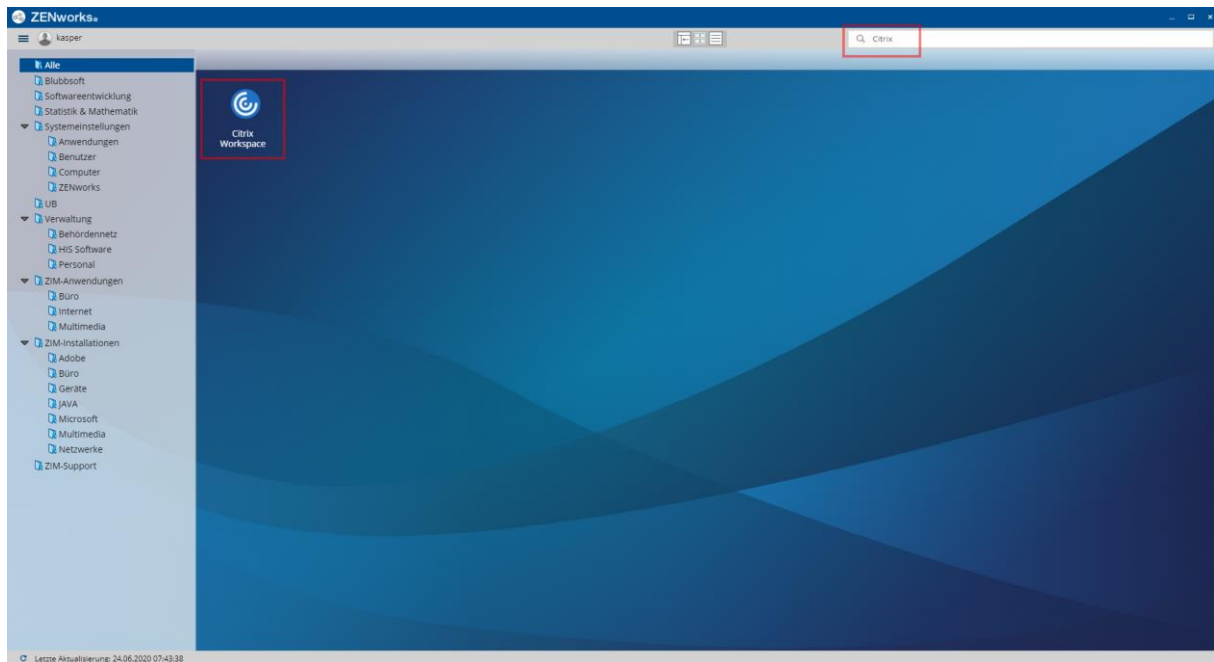 ZENworks®
kasper
Citrix
Alle
Blubbsoft
Softwareentwicklung
Statistik & Mathematik
Systemeinstellungen
Anwendungen
Benutzer
Computer
ZENworks
UB
Verwaltung
Behördennetz
HIS Software
Personal
ZIM-Anwendungen
Büro
Internet
Multimedia
ZIM-Installationen
Adobe
Büro
Geräte
JAVA
Microsoft
Multimedia
Netzwerke
ZIM-Support
Citrix
Workspace
Letzte Aktualisierung: 24.06.2020 07:43:38